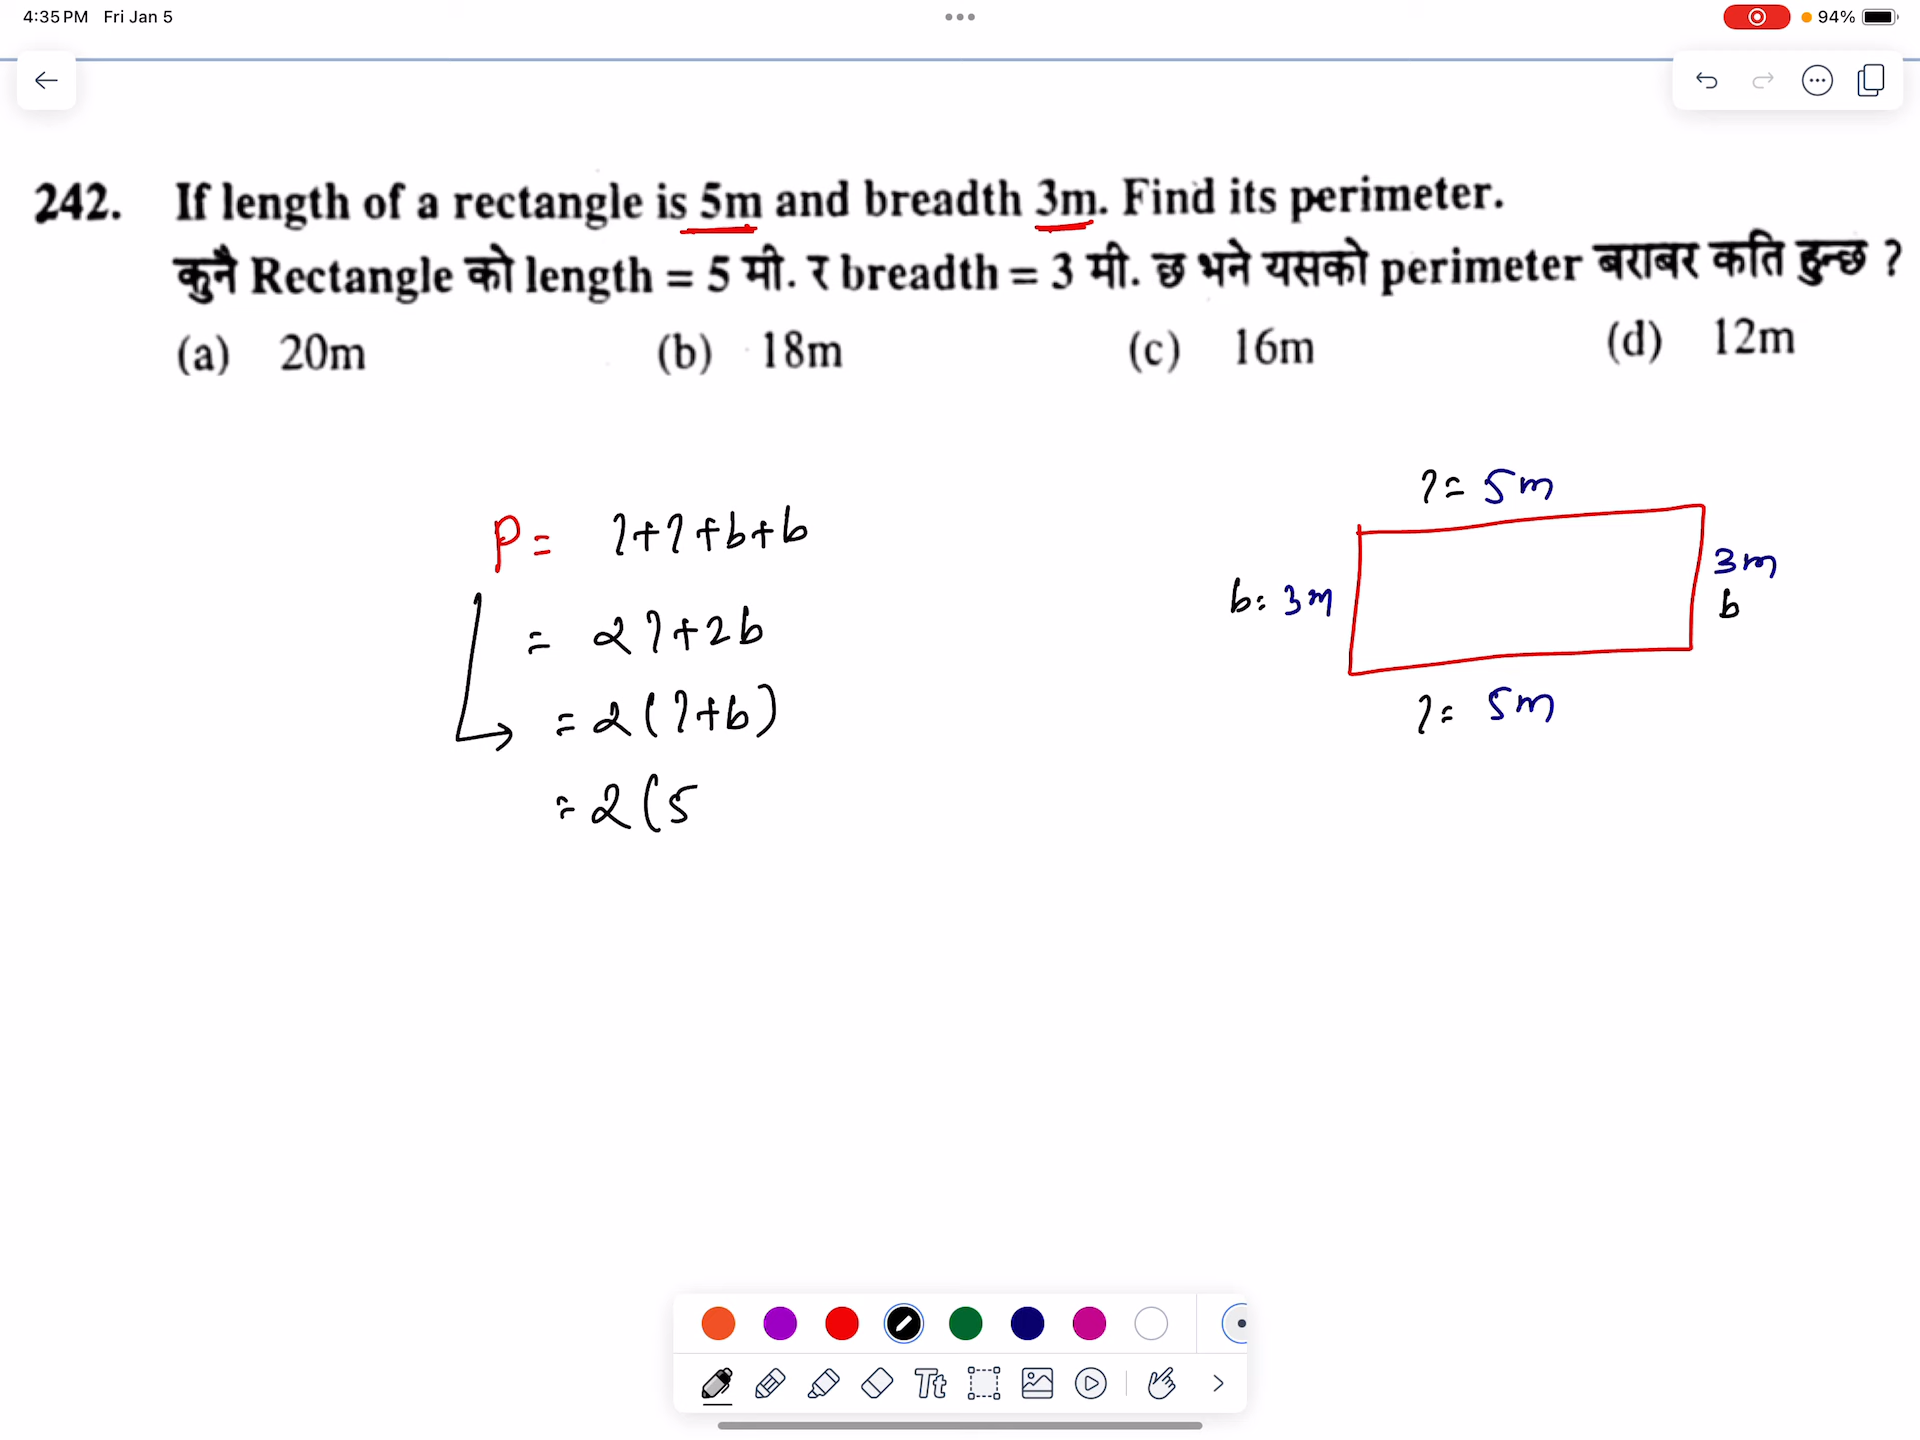 4:35 PM Fri Jan 5
94%
242. If length of a rectangle is 5m and breadth 3m. Find its perimeter.
कुनै Rectangle को length = 5 मी. र breadth = 3 मी. छ भने यसको perimeter बराबर कति हुन्छ ?
(a) 20m (b) 18m (c) 16m (d) 12m
P = l+l+b+b
= 2l+2b
= 2(l+b)
= 2(5
l = 5m
b = 3m
3m
b
l = 5m
Tt